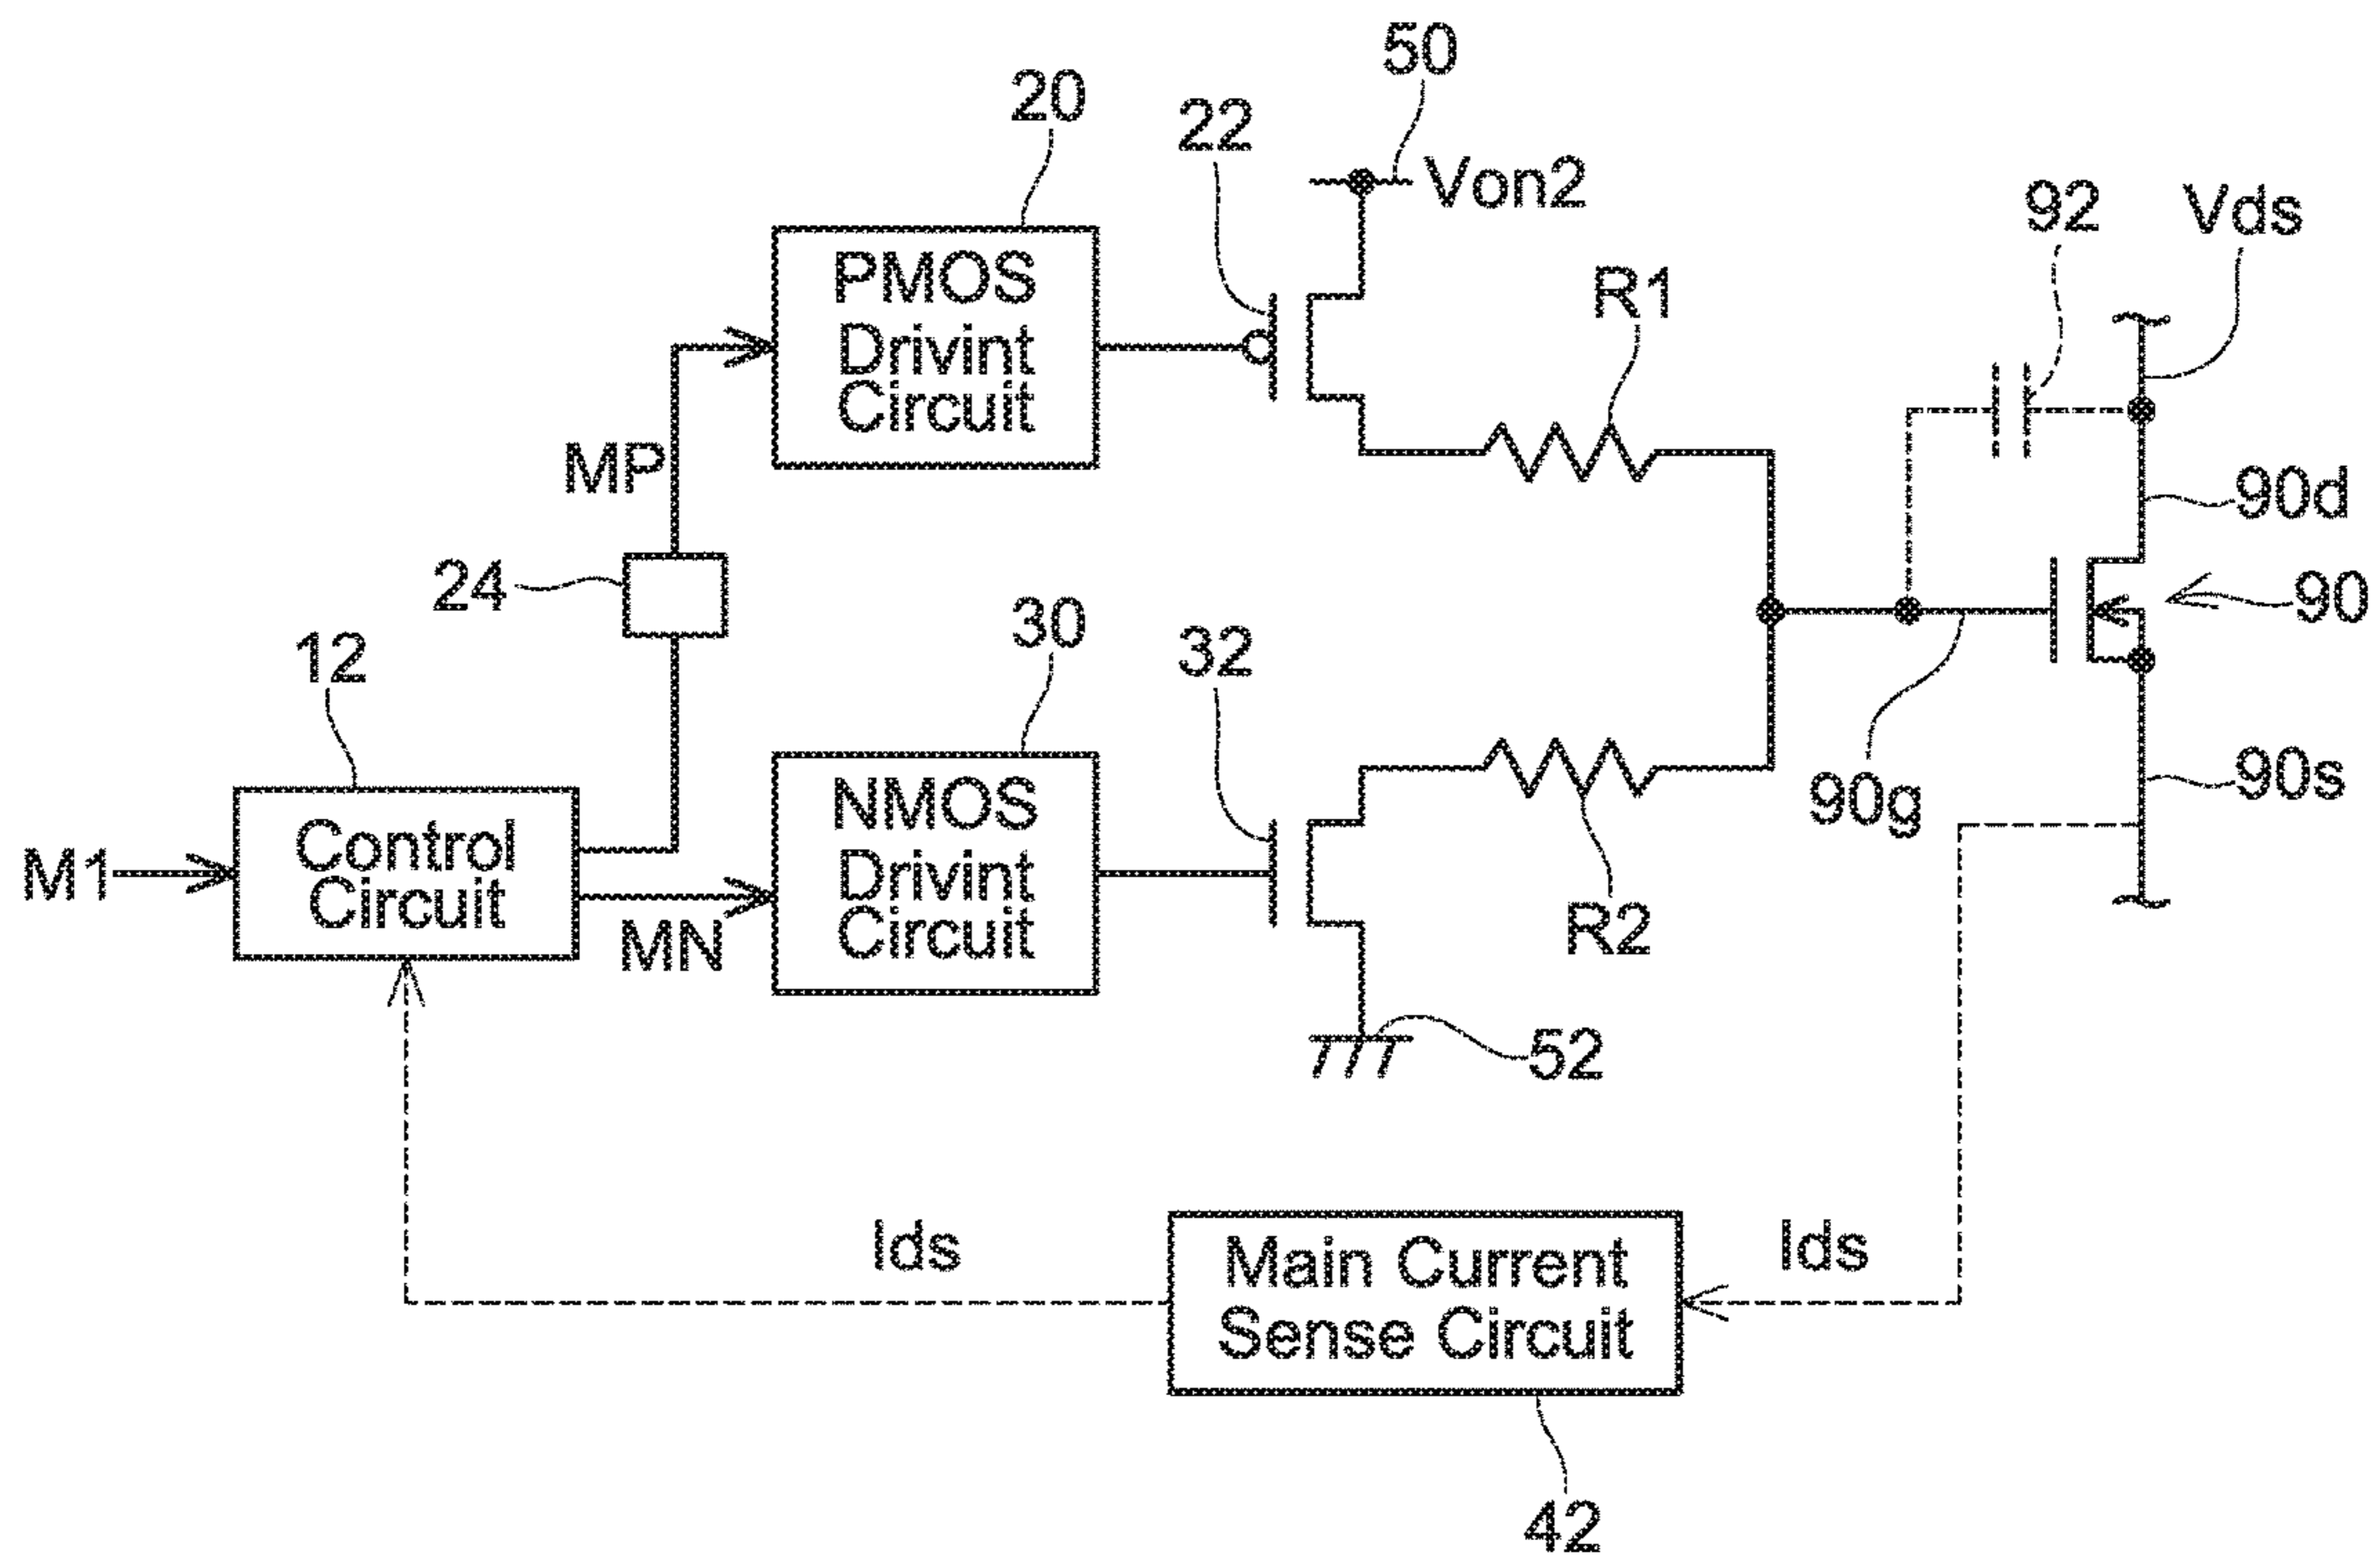 50
20
22
Von2
92
Vds
PMOS
Drivint
Circuit
R1
MP
90d
24
90
12
30
32
Control
Circuit
M1
MN
NMOS
Drivint
Circuit
R2
90g
90s
52
Ids
Main Current
Sense Circuit
Ids
42